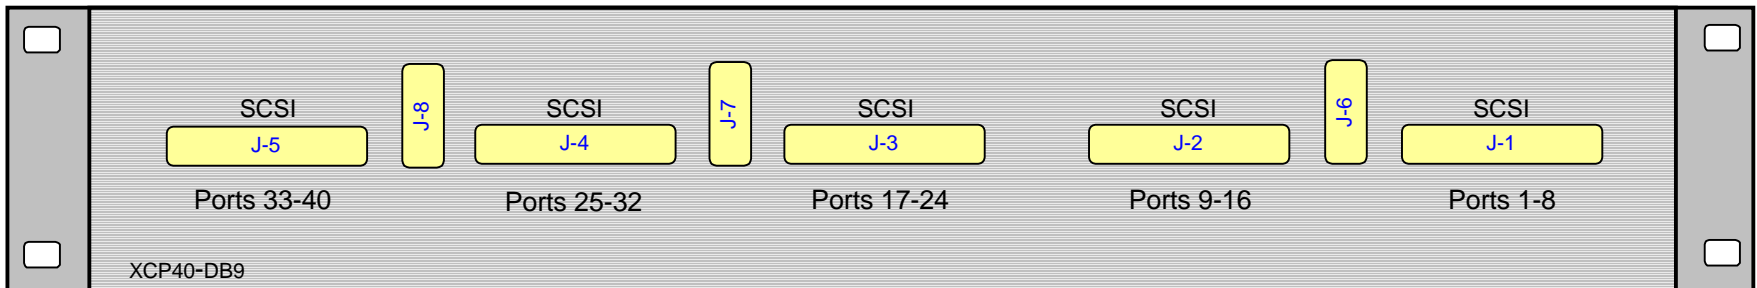 SCSI SCSI SCSI SCSI SCSI
J-8 J-7 J-6
J-5 J-4 J-3 J-2 J-1
Ports 33-40 Ports 25-32 Ports 17-24 Ports 9-16 Ports 1-8
XCP40-DB9